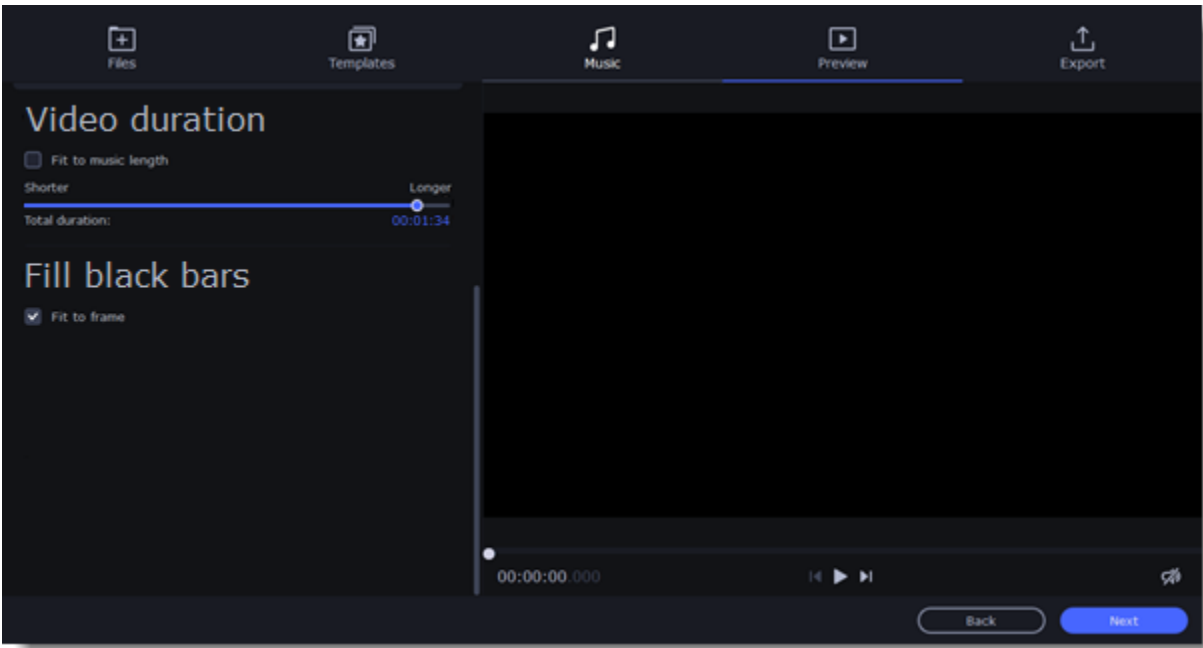 Files Templates Music Preview Export
Video duration
Fit to music length
Shorter Longer
Total duration: 00:01:34
Fill black bars
Fit to frame
00:00:00.000
Back Next